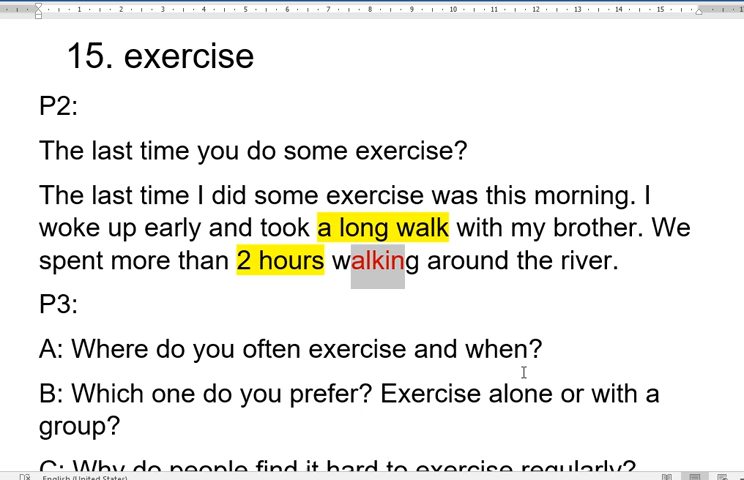 15. exercise
P2:
The last time you do some exercise?
The last time I did some exercise was this morning. I
woke up early and took a long walk with my brother. We
spent more than 2 hours walking around the river.
P3:
A: Where do you often exercise and when?
B: Which one do you prefer? Exercise alone or with a
group?
C: Why do people find it hard to exercise regularly?
English (United States)